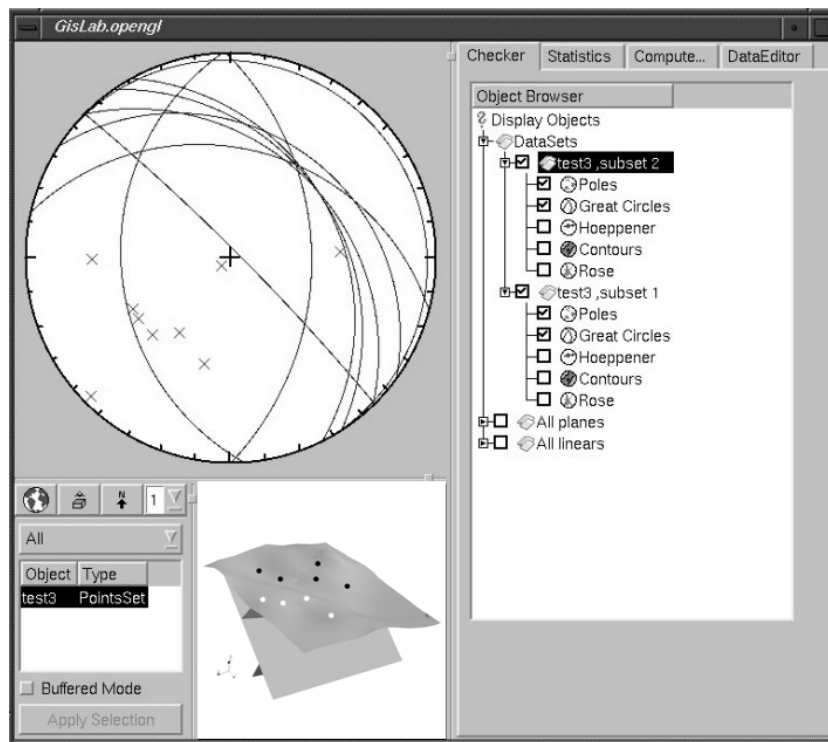 GisLab.opengl
Checker Statistics Compute... DataEditor
Object Browser
Display Objects
DataSets
test3 ,subset 2
Poles
Great Circles
Hoeppener
Contours
Rose
test3 ,subset 1
Poles
Great Circles
Hoeppener
Contours
Rose
All planes
All linears
N
1
All
Object Type
test3 PointsSet
Buffered Mode
Apply Selection